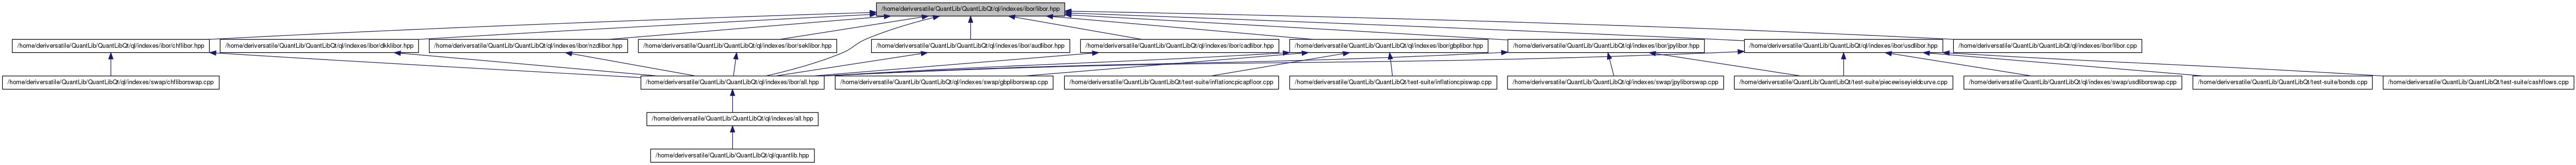 /home/deriversatile/QuantLib/QuantLibQt/ql/indexes/ibor/libor.hpp
/home/deriversatile/QuantLib/QuantLibQt/ql/indexes/ibor/chflibor.hpp
/home/deriversatile/QuantLib/QuantLibQt/ql/indexes/ibor/dkklibor.hpp
/home/deriversatile/QuantLib/QuantLibQt/ql/indexes/ibor/nzdlibor.hpp
/home/deriversatile/QuantLib/QuantLibQt/ql/indexes/ibor/seklibor.hpp
/home/deriversatile/QuantLib/QuantLibQt/ql/indexes/ibor/audlibor.hpp
/home/deriversatile/QuantLib/QuantLibQt/ql/indexes/ibor/cadlibor.hpp
/home/deriversatile/QuantLib/QuantLibQt/ql/indexes/ibor/gbplibor.hpp
/home/deriversatile/QuantLib/QuantLibQt/ql/indexes/ibor/jpylibor.hpp
/home/deriversatile/QuantLib/QuantLibQt/ql/indexes/ibor/usdlibor.hpp
/home/deriversatile/QuantLib/QuantLibQt/ql/indexes/ibor/libor.cpp
/home/deriversatile/QuantLib/QuantLibQt/ql/indexes/swap/chfliborswap.cpp
/home/deriversatile/QuantLib/QuantLibQt/ql/indexes/ibor/all.hpp
/home/deriversatile/QuantLib/QuantLibQt/ql/indexes/swap/gbpliborswap.cpp
/home/deriversatile/QuantLib/QuantLibQt/test-suite/inflationcpicapfloor.cpp
/home/deriversatile/QuantLib/QuantLibQt/test-suite/inflationcpiswap.cpp
/home/deriversatile/QuantLib/QuantLibQt/ql/indexes/swap/jpyliborswap.cpp
/home/deriversatile/QuantLib/QuantLibQt/test-suite/piecewiseyieldcurve.cpp
/home/deriversatile/QuantLib/QuantLibQt/ql/indexes/swap/usdliborswap.cpp
/home/deriversatile/QuantLib/QuantLibQt/test-suite/bonds.cpp
/home/deriversatile/QuantLib/QuantLibQt/test-suite/cashflows.cpp
/home/deriversatile/QuantLib/QuantLibQt/ql/indexes/all.hpp
/home/deriversatile/QuantLib/QuantLibQt/ql/quantlib.hpp